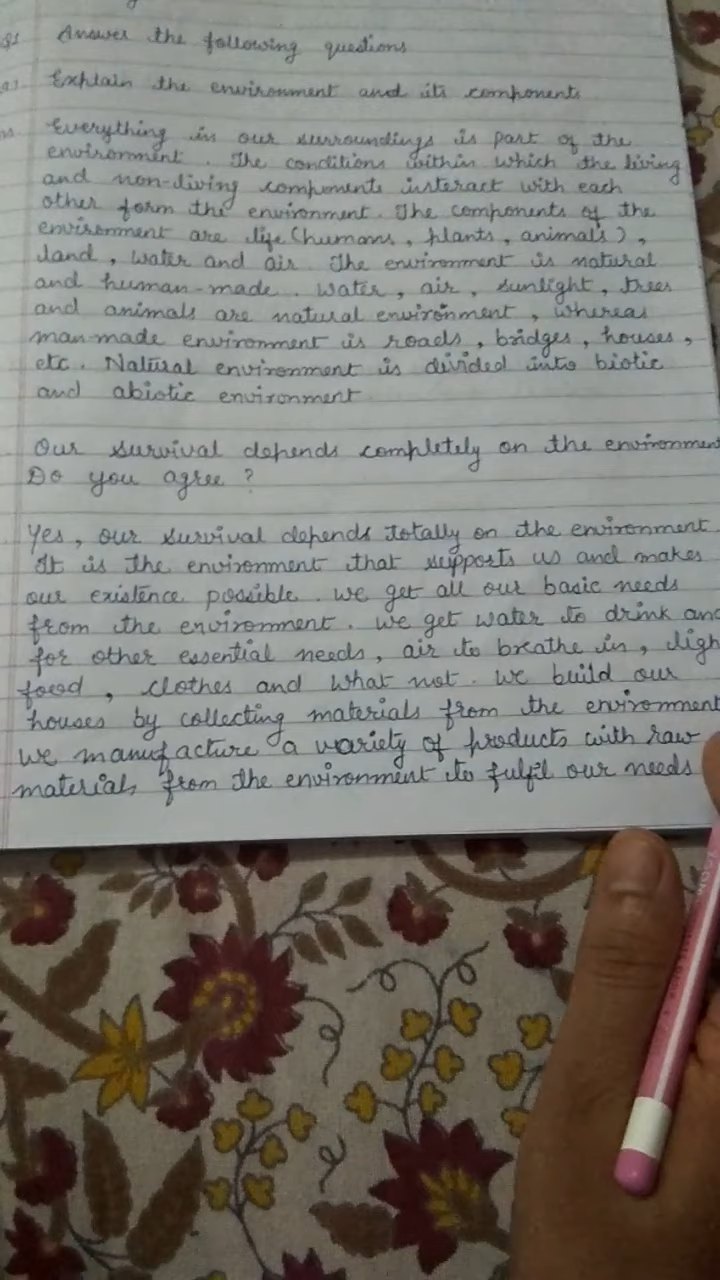 Q1 Answer the following questions
a1 Explain the environment and its components
Everything in our surroundings is part of the
environment. The conditions within which the living
and non-living components interact with each
other form the environment. The components of the
environment are life (humans, plants, animals),
land, water and air. The environment is natural
and human-made. Water, air, sunlight, trees
and animals are natural environment, whereas
man-made environment is roads, bridges, houses,
etc. Natural environment is divided into biotic
and abiotic environment
Our survival depends completely on the environment
Do you agree?
Yes, our survival depends totally on the environment.
It is the environment that supports us and makes
our existence possible. we get all our basic needs
from the environment. we get water to drink and
for other essential needs, air to breathe in, ligh
food, clothes and what not. we build our
houses by collecting materials from the enviromnent
we manufacture a variety of products with raw
materials from the environment to fulfil our needs